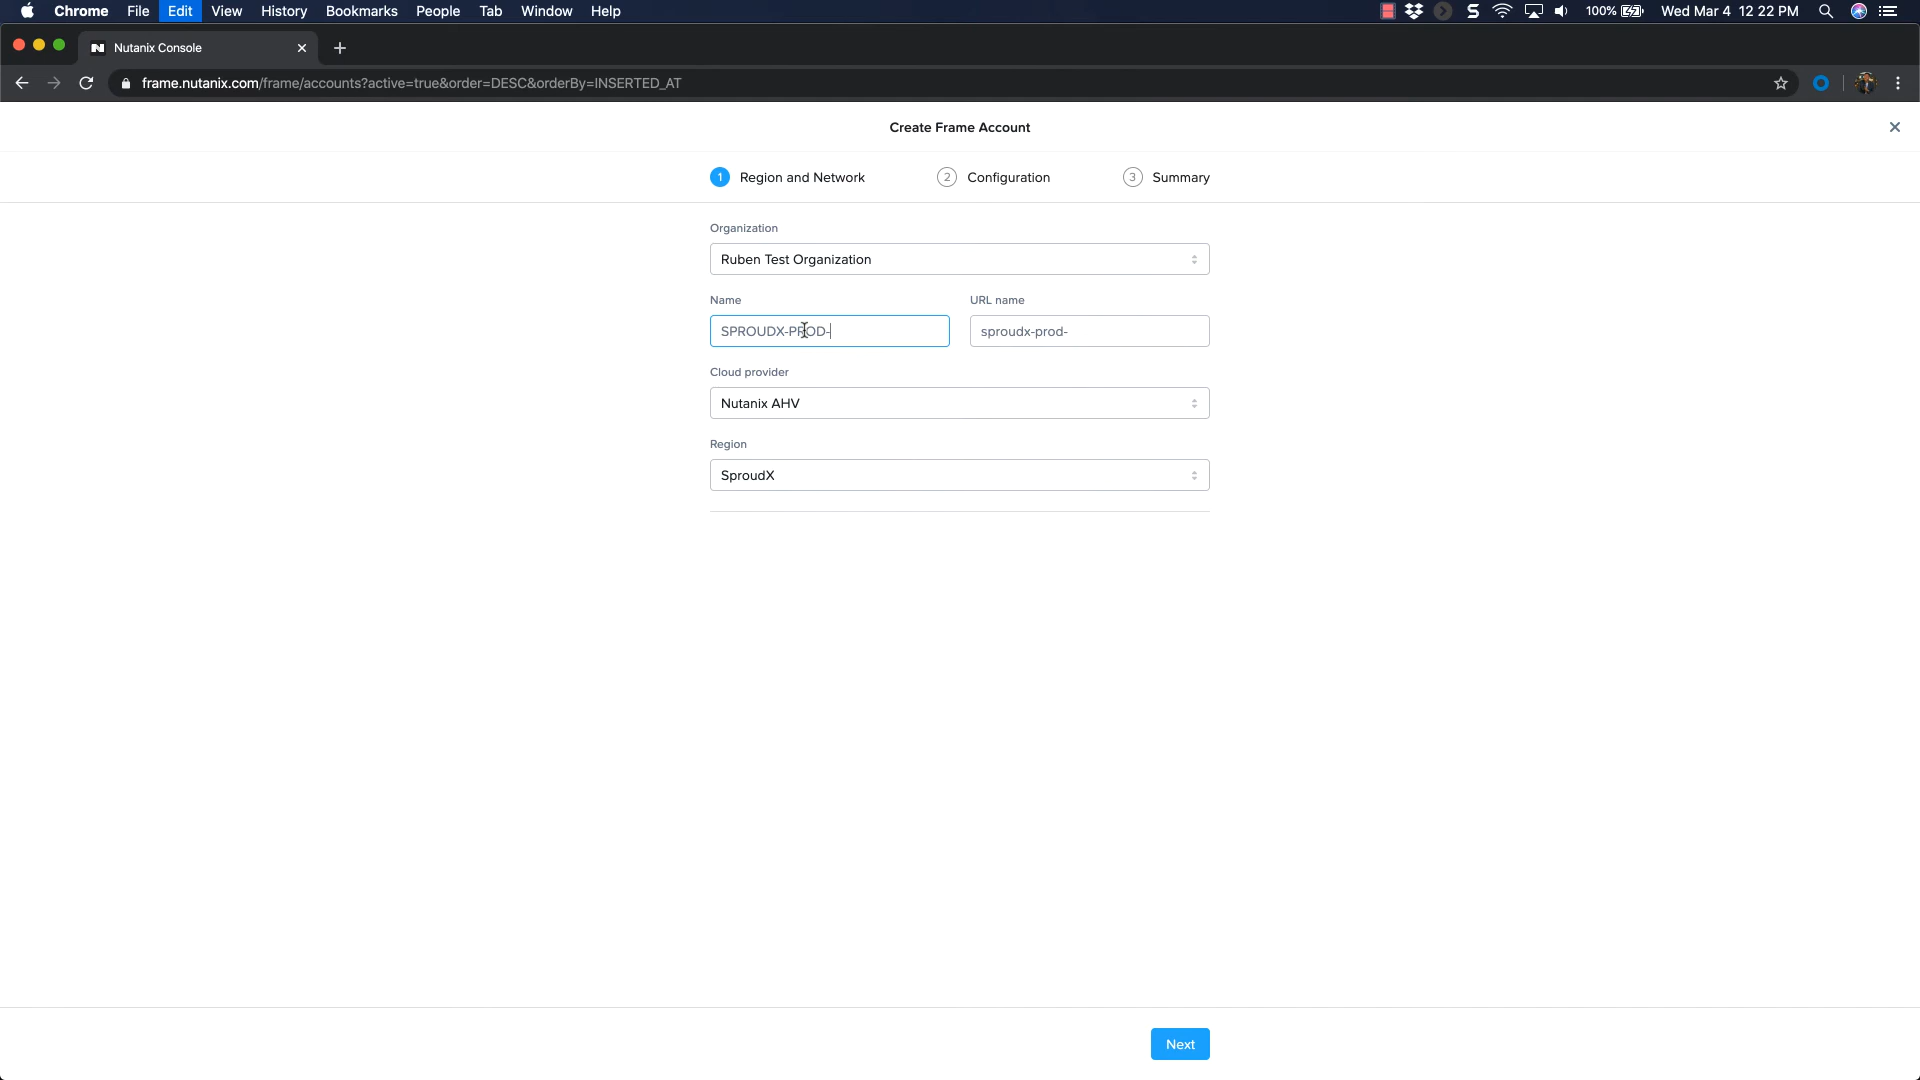 Chrome File Edit View History Bookmarks People Tab Window Help
S 100% Wed Mar 4 12 22 PM
N Nutanix Console
frame.nutanix.com/frame/accounts?active=true&order=DESC&orderBy=INSERTED_AT
Create Frame Account
1 Region and Network 2 Configuration 3 Summary
Organization
Ruben Test Organization
Name URL name
SPROUDX-PROD- sproudx-prod-
Cloud provider
Nutanix AHV
Region
SproudX
Next